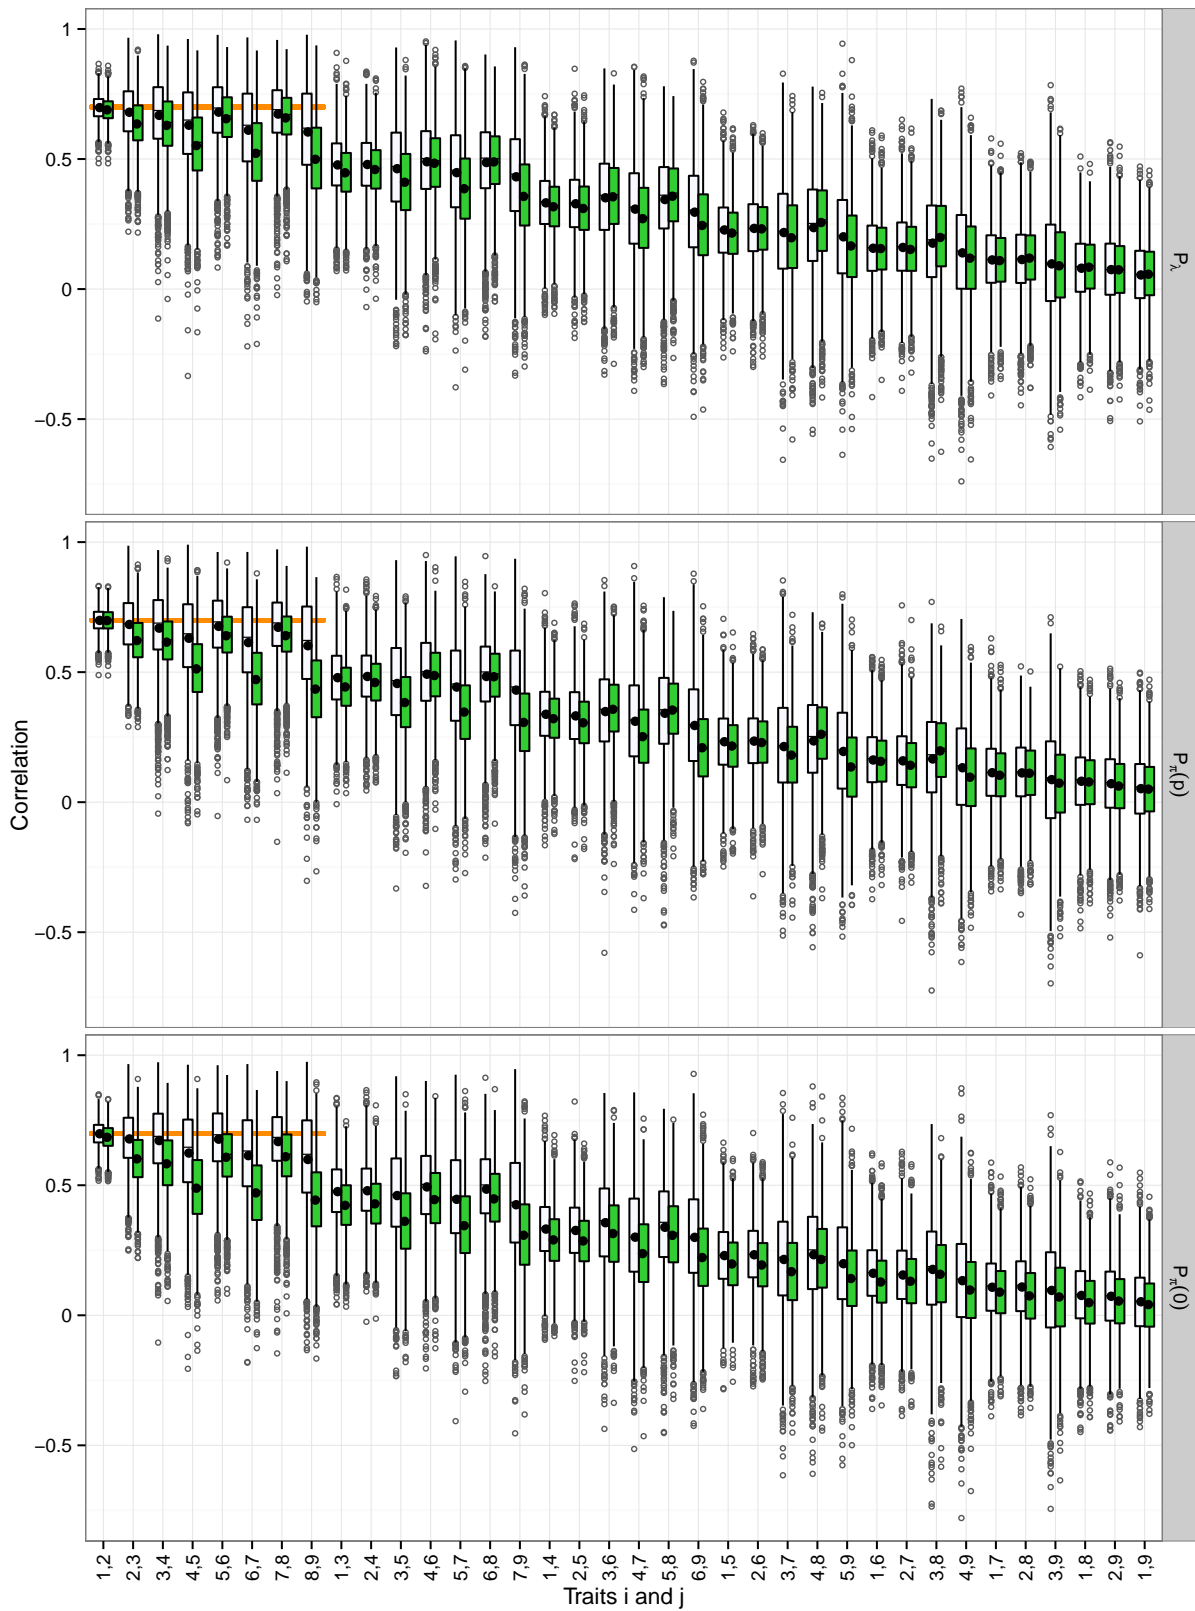 1
0.5
0
−0.5
P_λ
1
0.5
0
−0.5
P_π(p)
1
0.5
0
−0.5
P_π(0)
Correlation
1,2 2,3 3,4 4,5 5,6 6,7 7,8 8,9 1,3 2,4 3,5 4,6 5,7 6,8 7,9 1,4 2,5 3,6 4,7 5,8 6,9 1,5 2,6 3,7 4,8 5,9 1,6 2,7 3,8 4,9 1,7 2,8 3,9 1,8 2,9 1,9
Traits i and j